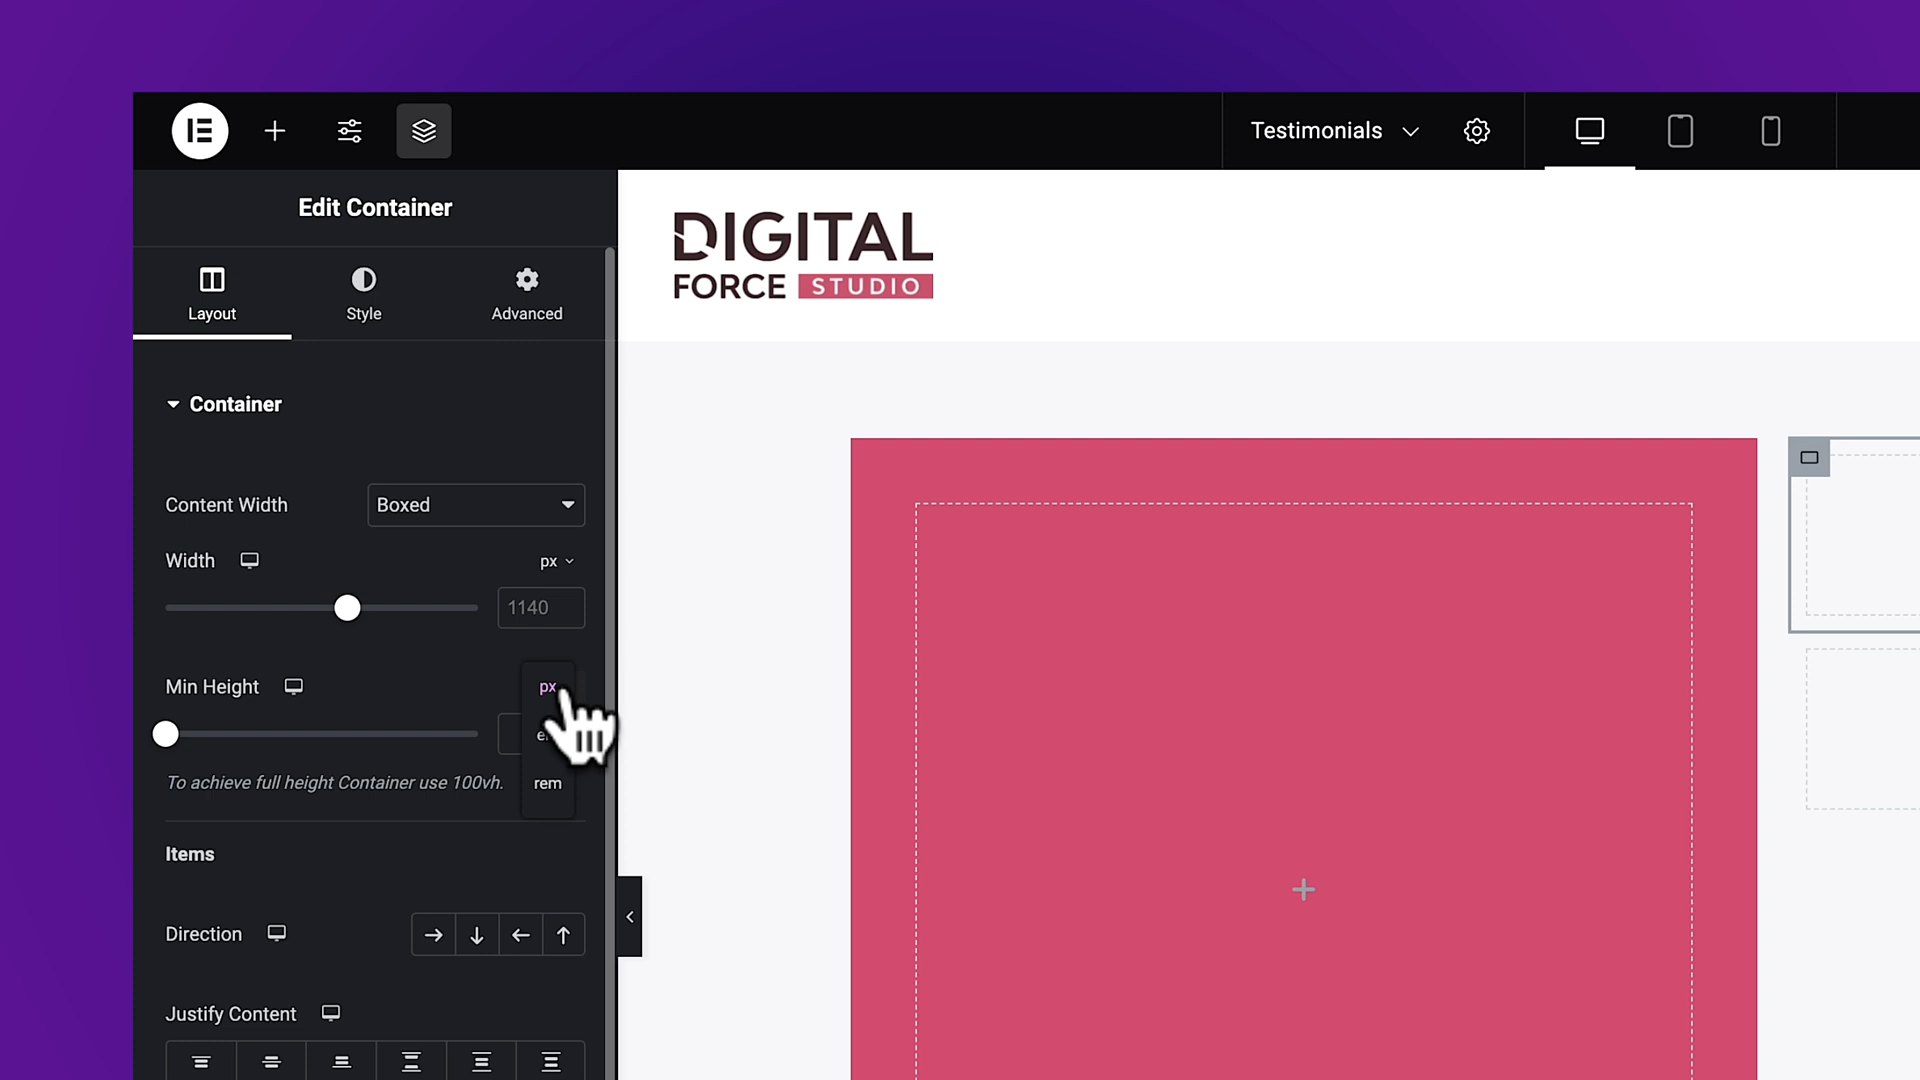 Testimonials
Edit Container
DIGITAL
FORCE STUDIO
Layout
Style
Advanced
Container
Content Width
Boxed
Width
px
1140
Min Height
px
To achieve full height Container use 100vh.
rem
Items
Direction
Justify Content